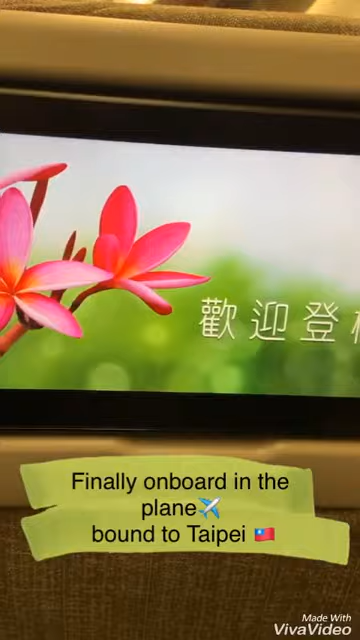 歡迎登
Finally onboard in the
plane✈️
bound to Taipei 🇹🇼
Made With
VivaVideo